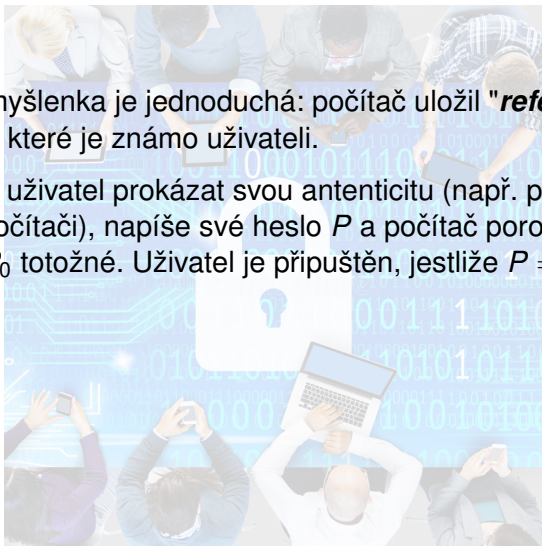 myšlenka je jednoduchá: počítač uložil "refe
které je známo uživateli.
uživatel prokázat svou antenticitu (např. p
očítači), napíše své heslo P a počítač poro
0 totožné. Uživatel je připuštěn, jestliže P =